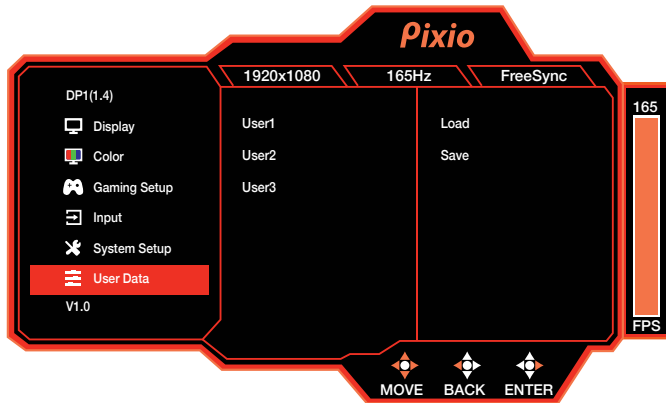 Pixio
1920x1080 165Hz FreeSync
DP1(1.4)
Display
Color
Gaming Setup
Input
System Setup
User Data
V1.0
User1
User2
User3
Load
Save
165
FPS
MOVE BACK ENTER